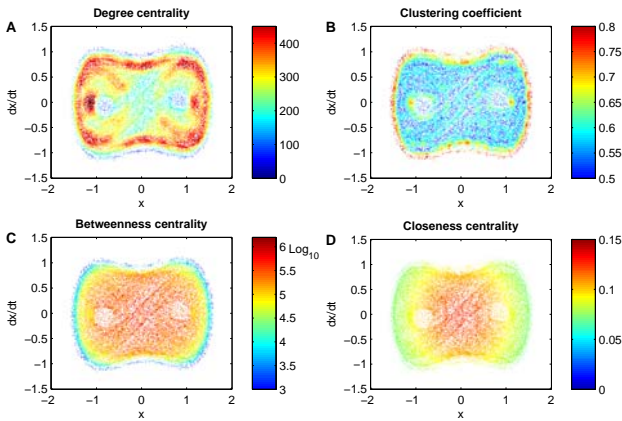 Degree centrality
A
1.5
1
0.5
0
−0.5
−1
−1.5
dx/dt
−2 −1 0 1 2
x
400
300
200
100
0
Clustering coefficient
B
1.5
1
0.5
0
−0.5
−1
−1.5
dx/dt
−2 −1 0 1 2
x
0.8
0.75
0.7
0.65
0.6
0.55
0.5
Betweenness centrality
C
1.5
1
0.5
0
−0.5
−1
−1.5
dx/dt
−2 −1 0 1 2
x
6 Log10
5.5
5
4.5
4
3.5
3
Closeness centrality
D
1.5
1
0.5
0
−0.5
−1
−1.5
dx/dt
−2 −1 0 1 2
x
0.15
0.1
0.05
0